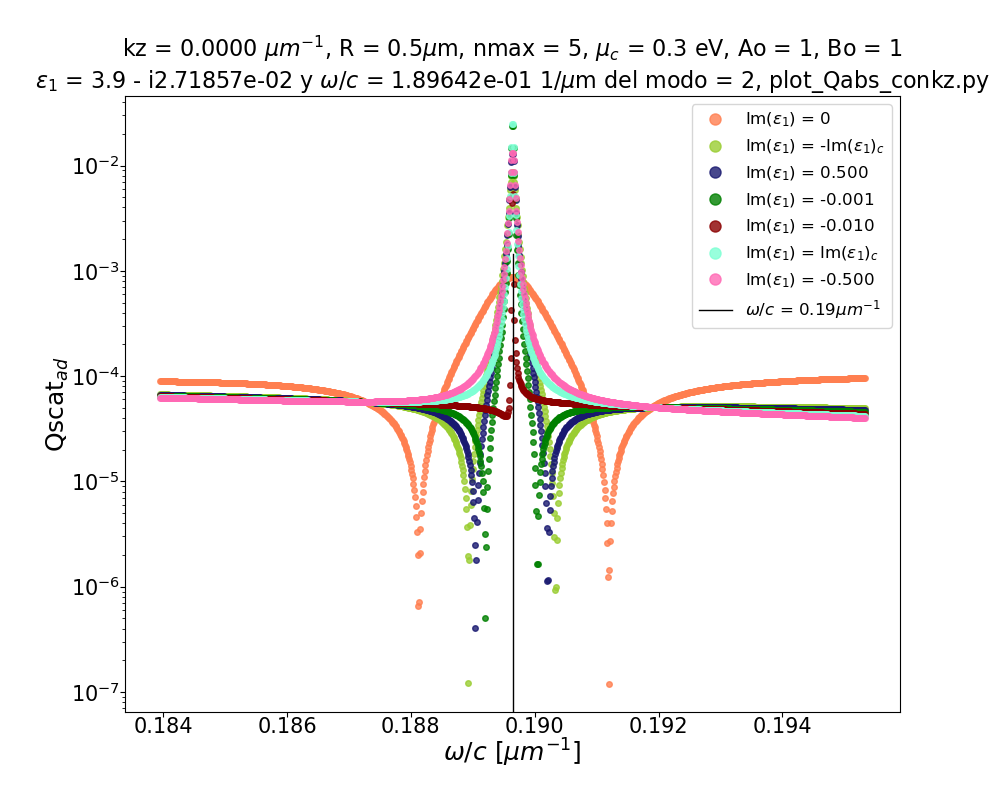 kz = 0.0000 μm⁻¹, R = 0.5μm, nmax = 5, μ_c = 0.3 eV, Ao = 1, Bo = 1
ε₁ = 3.9 - i2.71857e-02 y ω/c = 1.89642e-01 1/μm del modo = 2, plot_Qabs_conkz.py
Im(ε₁) = 0
Im(ε₁) = -Im(ε₁)_c
Im(ε₁) = 0.500
Im(ε₁) = -0.001
Im(ε₁) = -0.010
Im(ε₁) = Im(ε₁)_c
Im(ε₁) = -0.500
ω/c = 0.19μm⁻¹
Qscat_ad
10⁻²
10⁻³
10⁻⁴
10⁻⁵
10⁻⁶
10⁻⁷
0.184 0.186 0.188 0.190 0.192 0.194
ω/c [μm⁻¹]